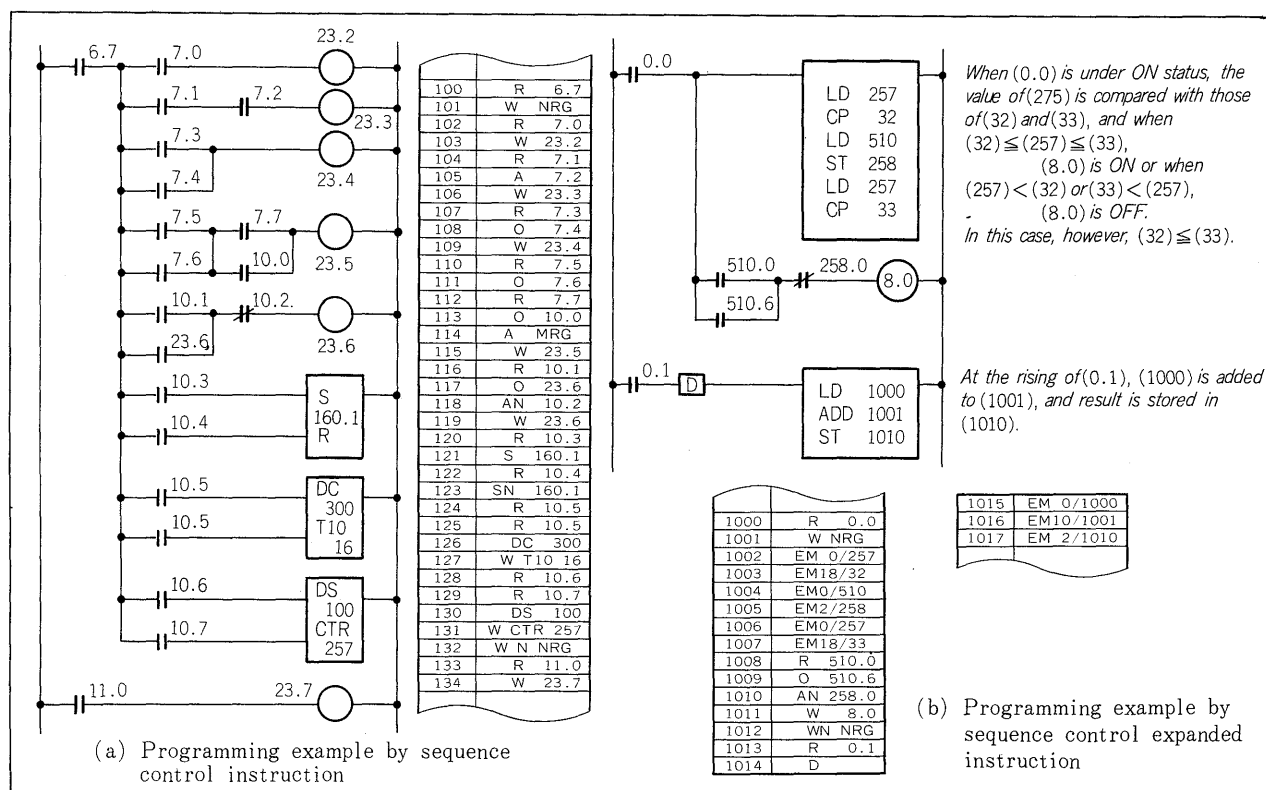 6.7
7.0
23.2
7.1
7.2
23.3
7.3
23.4
7.4
7.5
7.7
23.5
7.6
10.0
10.1
10.2.
23.6
23.6
10.3
S
160.1
10.4
R
10.5
DC
300
10.5
T10
16
10.6
DS
100
10.7
CTR
257
11.0
23.7
(a) Programming example by sequence
control instruction
100 R 6.7
101 W NRG
102 R 7.0
103 W 23.2
104 R 7.1
105 A 7.2
106 W 23.3
107 R 7.3
108 O 7.4
109 W 23.4
110 R 7.5
111 O 7.6
112 R 7.7
113 O 10.0
114 A MRG
115 W 23.5
116 R 10.1
117 O 23.6
118 AN 10.2
119 W 23.6
120 R 10.3
121 S 160.1
122 R 10.4
123 SN 160.1
124 R 10.5
125 R 10.5
126 DC 300
127 W T10 16
128 R 10.6
129 R 10.7
130 DS 100
131 W CTR 257
132 W N NRG
133 R 11.0
134 W 23.7
0.0
LD 257
CP 32
LD 510
ST 258
LD 257
CP 33
510.0
258.0
8.0
510.6
When (0.0) is under ON status, the
value of(275) is compared with those
of(32) and(33), and when
(32)≦(257)≦(33),
(8.0) is ON or when
(257)<(32) or(33)<(257),
(8.0) is OFF.
In this case, however, (32)≦(33).
0.1
D
LD 1000
ADD 1001
ST 1010
At the rising of(0.1), (1000) is added
to (1001), and result is stored in
(1010).
1000 R 0.0
1001 W NRG
1002 EM 0/257
1003 EM18/32
1004 EM0/510
1005 EM2/258
1006 EM0/257
1007 EM18/33
1008 R 510.0
1009 O 510.6
1010 AN 258.0
1011 W 8.0
1012 WN NRG
1013 R 0.1
1014 D
1015 EM 0/1000
1016 EM10/1001
1017 EM 2/1010
(b) Programming example by
sequence control expanded
instruction